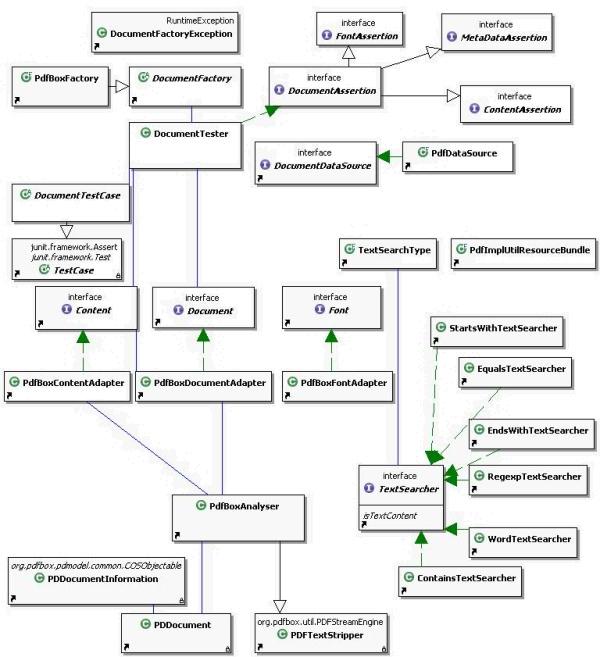 RuntimeException
DocumentFactoryException
interface
FontAssertion
interface
MetaDataAssertion
PdfBoxFactory
DocumentFactory
interface
DocumentAssertion
interface
ContentAssertion
DocumentTester
interface
DocumentDataSource
PdfDataSource
DocumentTestCase
junit.framework.Assert
junit.framework.Test
TestCase
TextSearchType
PdfImplUtilResourceBundle
interface
Content
interface
Document
interface
Font
StartsWithTextSearcher
EqualsTextSearcher
PdfBoxContentAdapter
PdfBoxDocumentAdapter
PdfBoxFontAdapter
EndsWithTextSearcher
interface
TextSearcher
isTextContent
RegexpTextSearcher
PdfBoxAnalyser
WordTextSearcher
ContainsTextSearcher
org.pdfbox.pdmodel.common.COSObjectable
PDDocumentInformation
PDDocument
org.pdfbox.util.PDFStreamEngine
PDFTextStripper